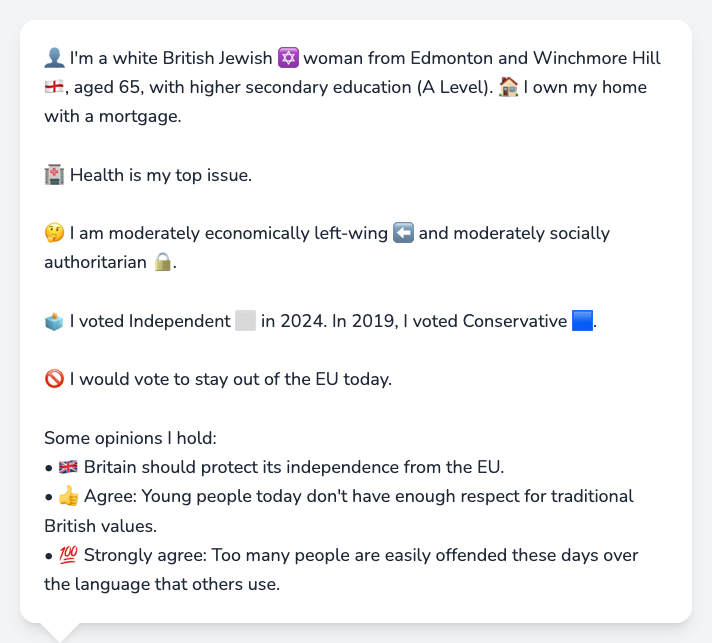 👤 I'm a white British Jewish ✡️ woman from Edmonton and Winchmore Hill
🏴󠁧󠁢󠁥󠁮󠁧󠁿, aged 65, with higher secondary education (A Level). 🏠 I own my home
with a mortgage.
🏥 Health is my top issue.
🤔 I am moderately economically left-wing ⬅️ and moderately socially
authoritarian 🔒.
🗳️ I voted Independent ⬜ in 2024. In 2019, I voted Conservative 🟦.
🚫 I would vote to stay out of the EU today.
Some opinions I hold:
• 🇬🇧 Britain should protect its independence from the EU.
• 👍 Agree: Young people today don't have enough respect for traditional
British values.
• 💯 Strongly agree: Too many people are easily offended these days over
the language that others use.